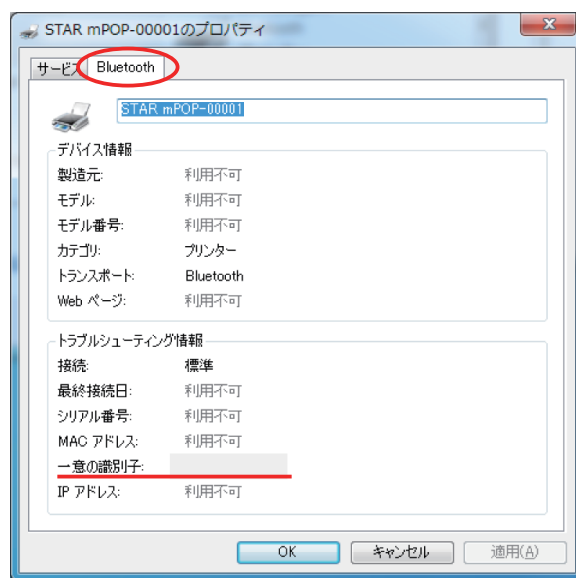 STAR mPOP-00001のプロパティ
サービス Bluetooth
STAR mPOP-00001
デバイス情報
製造元: 利用不可
モデル: 利用不可
モデル番号: 利用不可
カテゴリ: プリンター
トランスポート: Bluetooth
Web ページ: 利用不可
トラブルシューティング情報
接続: 標準
最終接続日: 利用不可
シリアル番号: 利用不可
MAC アドレス: 利用不可
一意の識別子:
IP アドレス: 利用不可
OK キャンセル 適用(A)